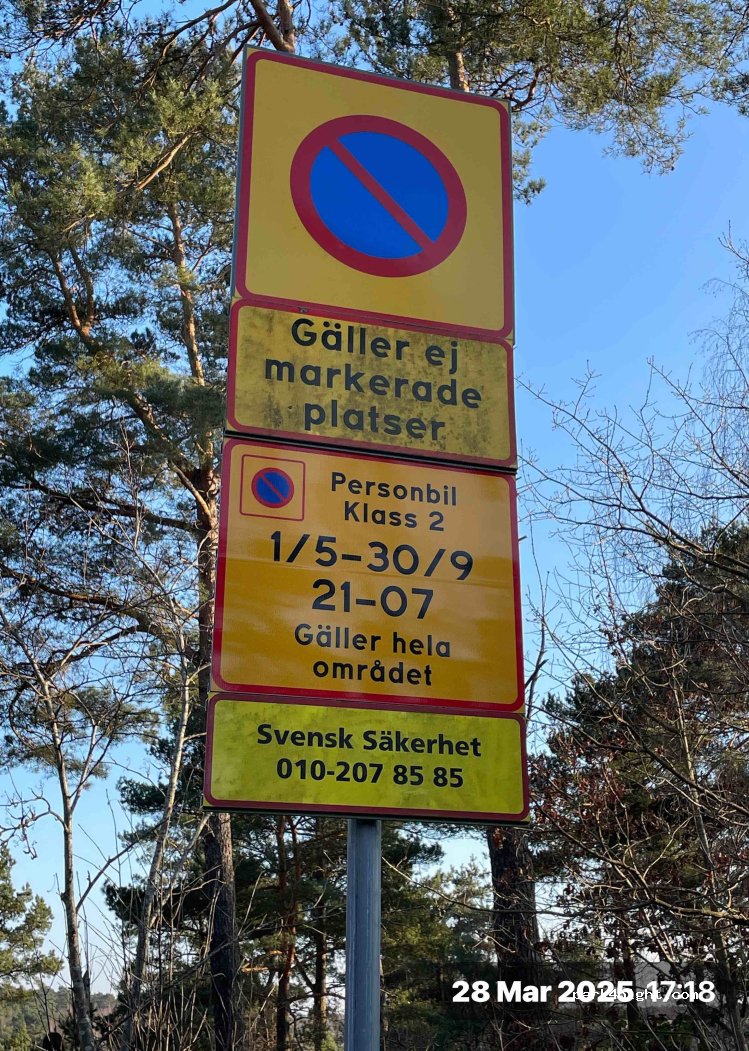 Gäller ej
markerade
platser
Personbil
Klass 2
1/5-30/9
21-07
Gäller hela
området
Svensk Säkerhet
010-207 85 85
28 Mar 2025 17:18